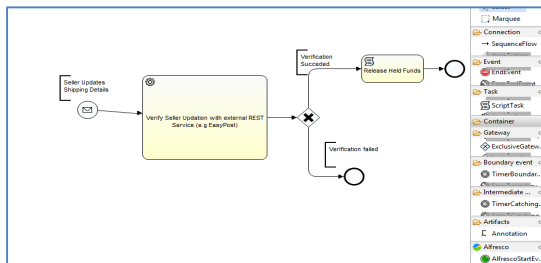 Marquee
Connection
SequenceFlow
Event
EndEvent
Task
ScriptTask
Container
Gateway
ExclusiveGatew...
Boundary event
TimerBoundar...
Intermediate ...
TimerCatching...
Artifacts
Annotation
Alfresco
AlfrescoStartEv...
Seller Updates
Shipping Details
Verify Seller Updation with external REST
Service (e.g EasyPost)
Verification
Succeded
Release Held Funds
Verification failed